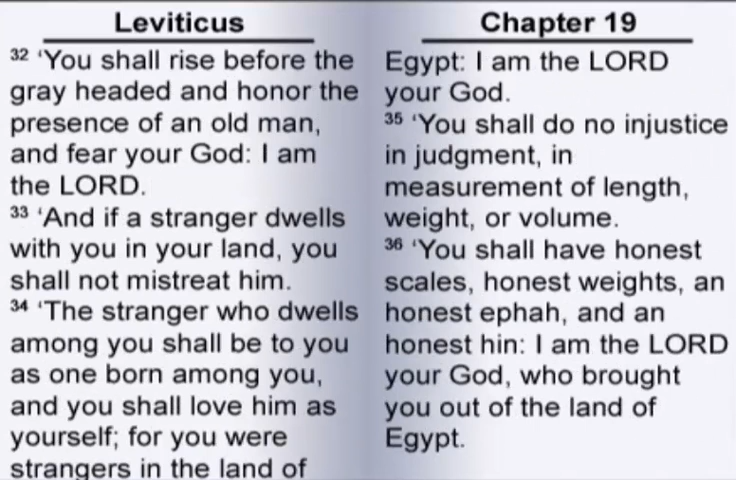 Leviticus
³² ‘You shall rise before the
gray headed and honor the
presence of an old man,
and fear your God: I am
the LORD.
³³ ‘And if a stranger dwells
with you in your land, you
shall not mistreat him.
³⁴ ‘The stranger who dwells
among you shall be to you
as one born among you,
and you shall love him as
yourself; for you were
strangers in the land of
Chapter 19
Egypt: I am the LORD
your God.
³⁵ ‘You shall do no injustice
in judgment, in
measurement of length,
weight, or volume.
³⁶ ‘You shall have honest
scales, honest weights, an
honest ephah, and an
honest hin: I am the LORD
your God, who brought
you out of the land of
Egypt.